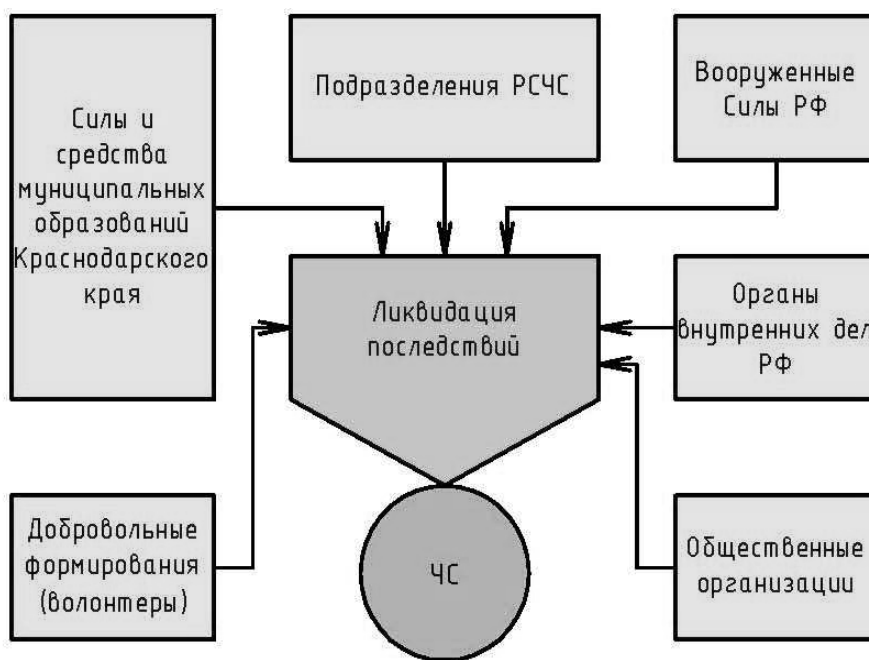 Силы и
средства
муниципальных
образований
Краснодарского
края
Подразделения РСЧС
Вооруженные
Силы РФ
Ликвидация
последствий
Органы
внутренних дел
РФ
Добровольные
формирования
(волонтеры)
ЧС
Общественные
организации